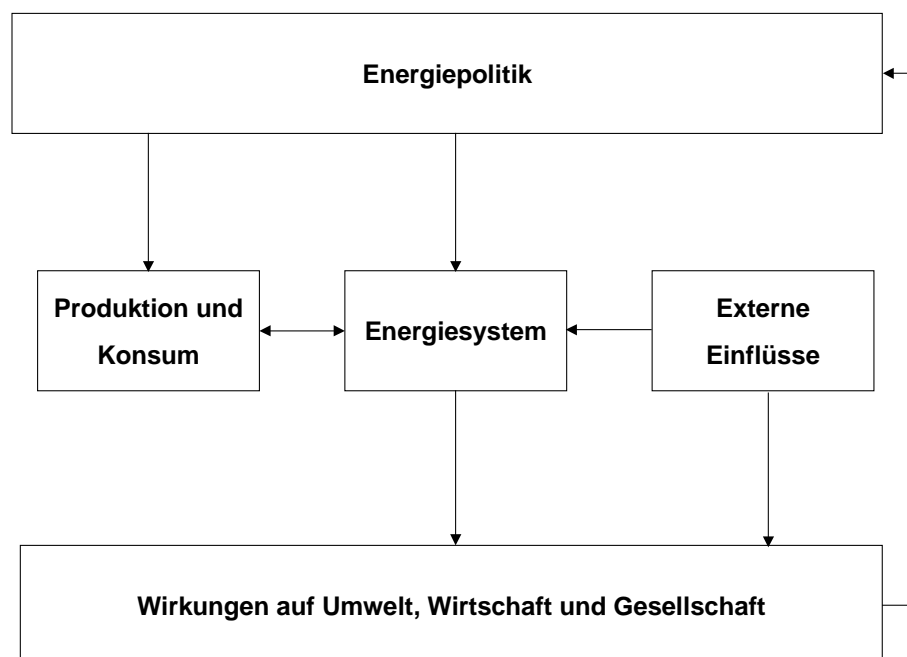 Energiepolitik
Produktion und
Konsum
Energiesystem
Externe
Einflüsse
Wirkungen auf Umwelt, Wirtschaft und Gesellschaft